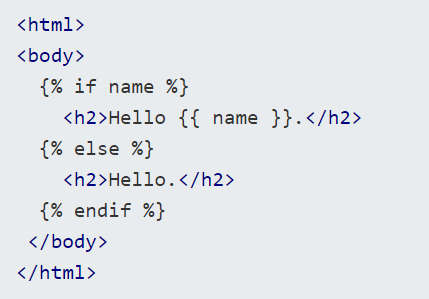 <html>
<body>
  {% if name %}
    <h2>Hello {{ name }}.</h2>
  {% else %}
    <h2>Hello.</h2>
  {% endif %}
 </body>
</html>